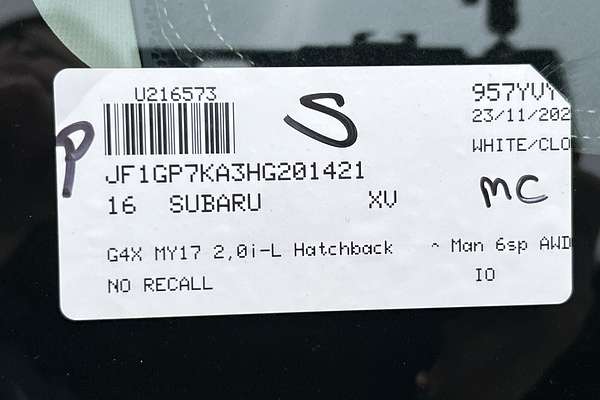 U216573
957YVY
23/11/202
S
P
JF1GP7KA3HG201421
WHITE/CLO
16 SUBARU XV
MC
G4X MY17 2,0i-L Hatchback ^ Man 6sp AWD
NO RECALL
IO